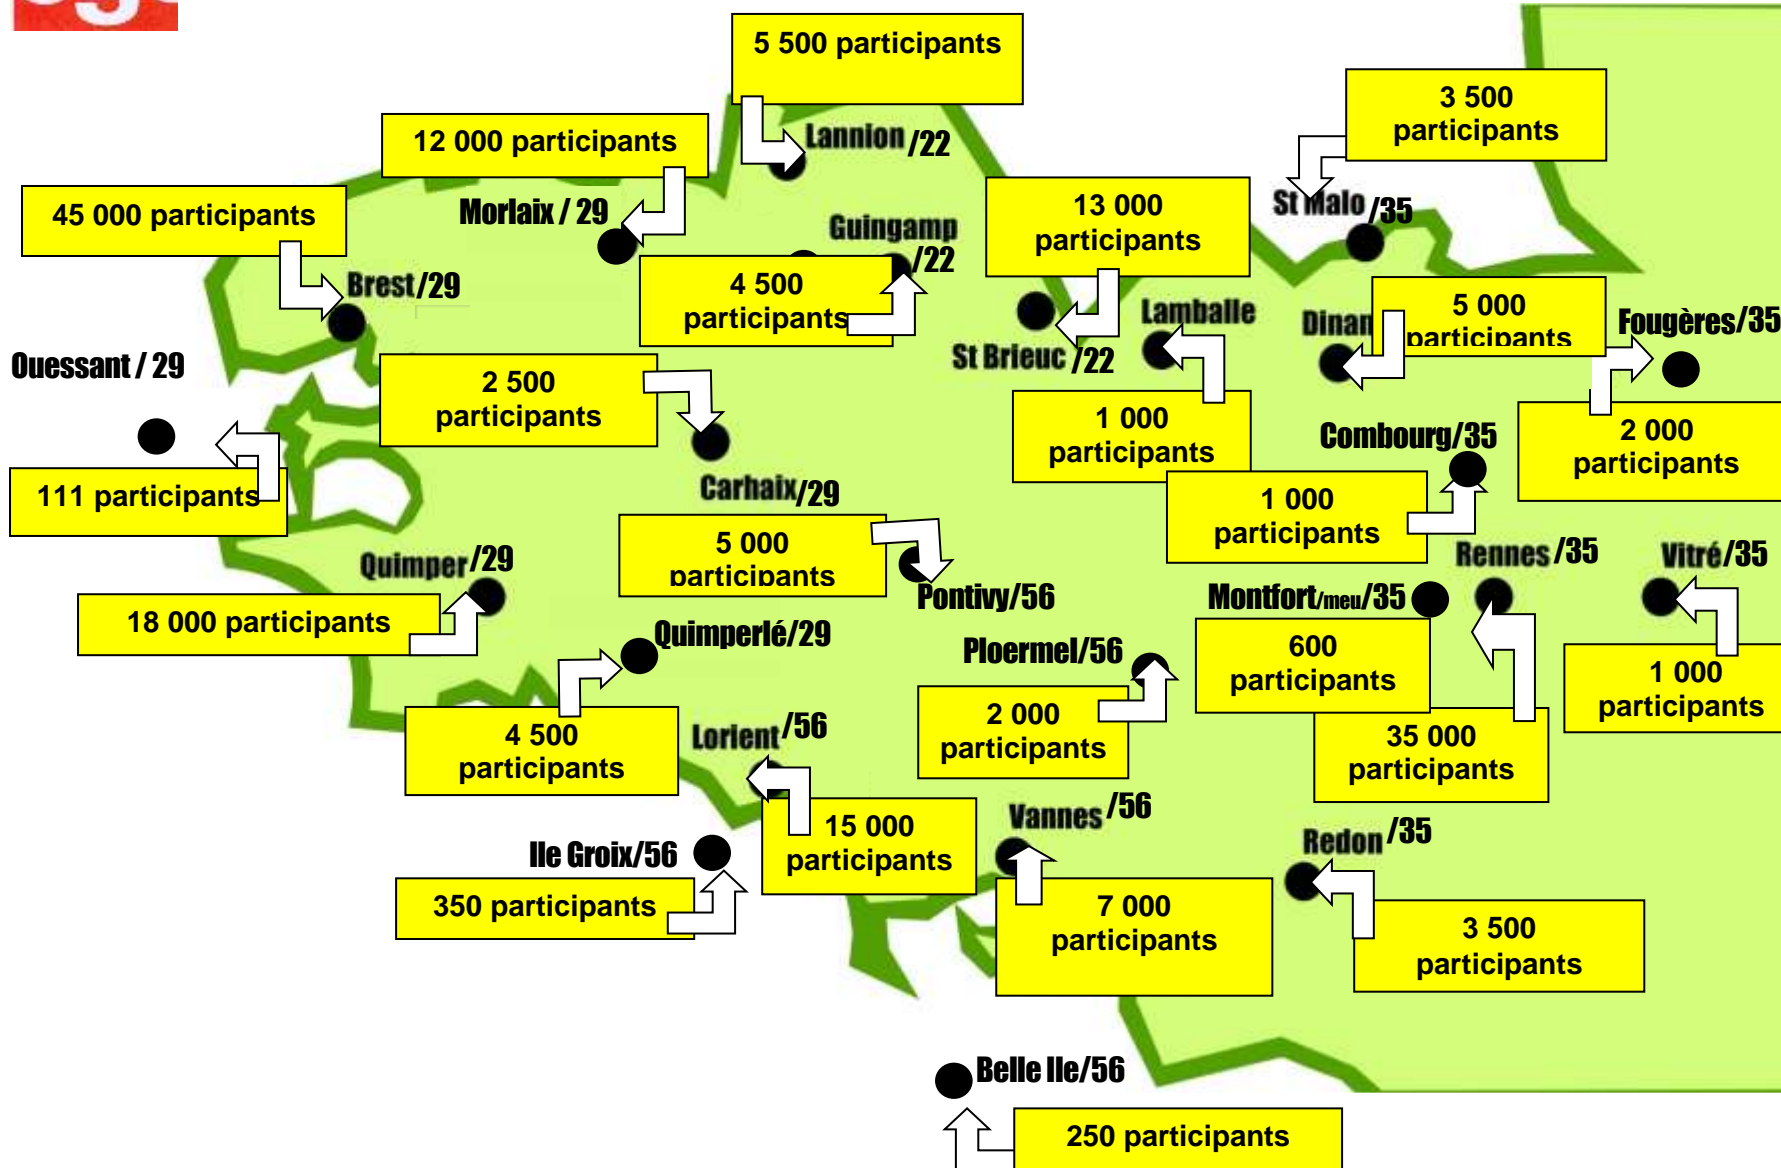 5 500 participants
3 500
participants
12 000 participants
Lannion /22
45 000 participants
Morlaix / 29
Guingamp
/22
13 000
participants
St Malo /35
Brest/29
4 500
participants
Lamballe
Dinan
5 000
participants
Fougères/35
Ouessant / 29
2 500
participants
St Brieuc /22
1 000
participants
Combourg/35
2 000
participants
111 participants
Carhaix/29
1 000
participants
Quimper/29
5 000
participants
Pontivy/56
Montfort/meu/35
Rennes /35
Vitré/35
18 000 participants
Quimperlé/29
Ploermel/56
600
participants
1 000
participants
4 500
participants
Lorient/56
2 000
participants
35 000
participants
Ile Groix/56
15 000
participants
Vannes /56
Redon /35
350 participants
7 000
participants
3 500
participants
Belle Ile/56
250 participants